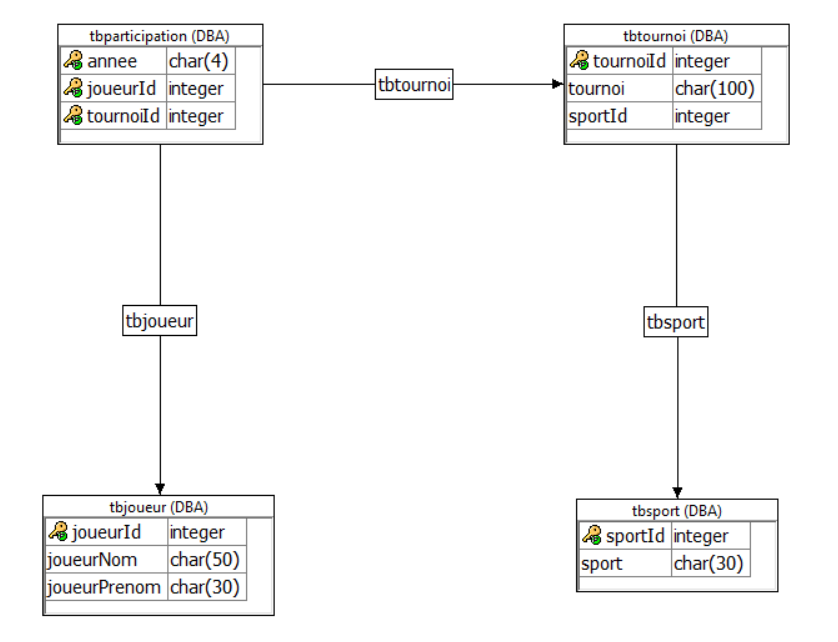 tbparticipation (DBA)
annee char(4)
joueurId integer
tournoiId integer
tbtournoi
tbtournoi (DBA)
tournoiId integer
tournoi char(100)
sportId integer
tbjoueur
tbsport
tbjoueur (DBA)
joueurId integer
joueurNom char(50)
joueurPrenom char(30)
tbsport (DBA)
sportId integer
sport char(30)